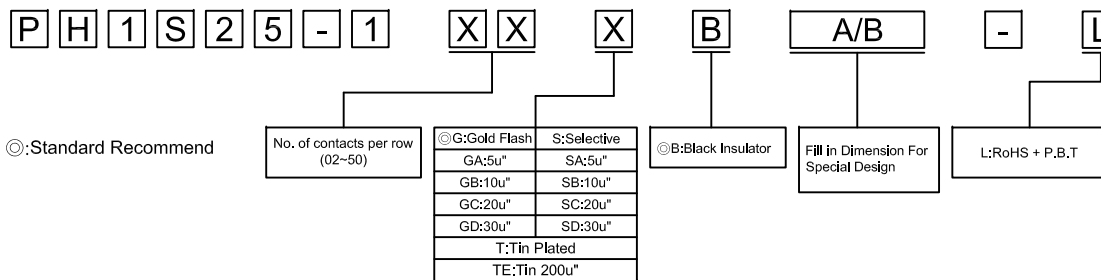 P H 1 S 2 5 - 1 X X X B A/B - L
◎:Standard Recommend
No. of contacts per row
(02~50)
◎G:Gold Flash S:Selective
GA:5u" SA:5u"
GB:10u" SB:10u"
GC:20u" SC:20u"
GD:30u" SD:30u"
T:Tin Plated
TE:Tin 200u"
◎B:Black Insulator
Fill in Dimension For
Special Design
L:RoHS + P.B.T